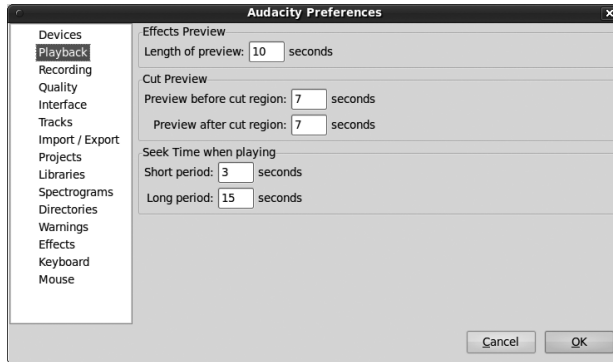 Audacity Preferences
Devices
Playback
Recording
Quality
Interface
Tracks
Import / Export
Projects
Libraries
Spectrograms
Directories
Warnings
Effects
Keyboard
Mouse
Effects Preview
Length of preview: 10 seconds
Cut Preview
Preview before cut region: 7 seconds
Preview after cut region: 7 seconds
Seek Time when playing
Short period: 3 seconds
Long period: 15 seconds
Cancel
OK